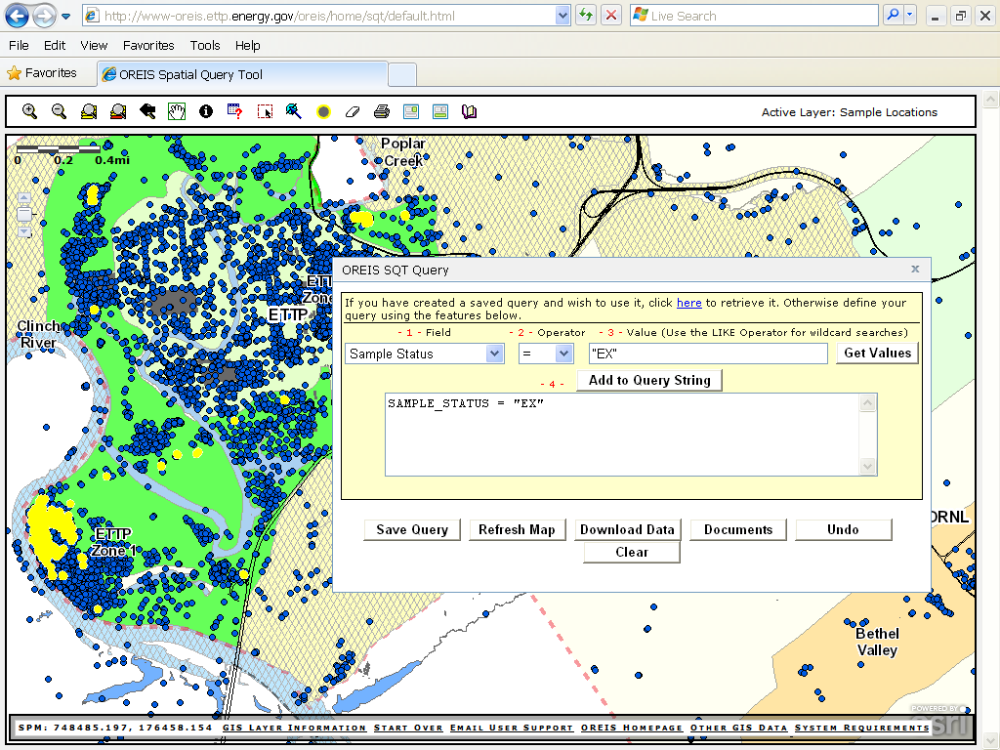 http://www-oreis.ettp.energy.gov/oreis/home/sqt/default.html
Live Search
File Edit View Favorites Tools Help
Favorites
OREIS Spatial Query Tool
Active Layer: Sample Locations
0 0.2 0.4mi
Poplar
Creek
ETTP
Clinch
River
OREIS SQT Query x
If you have created a saved query and wish to use it, click here to retrieve it. Otherwise define your
query using the features below.
- 1 - Field - 2 - Operator - 3 - Value (Use the LIKE Operator for wildcard searches)
Sample Status = "EX" Get Values
- 4 - Add to Query String
SAMPLE_STATUS = "EX"
Save Query Refresh Map Download Data Documents Undo
Clear
ETTP
Zone 1
Bethel
Valley
POWERED BY
esri
SPM: 748485.197, 176458.154 GIS Layer Information Start Over Email User Support OREIS Homepage Other GIS Data System Requirements